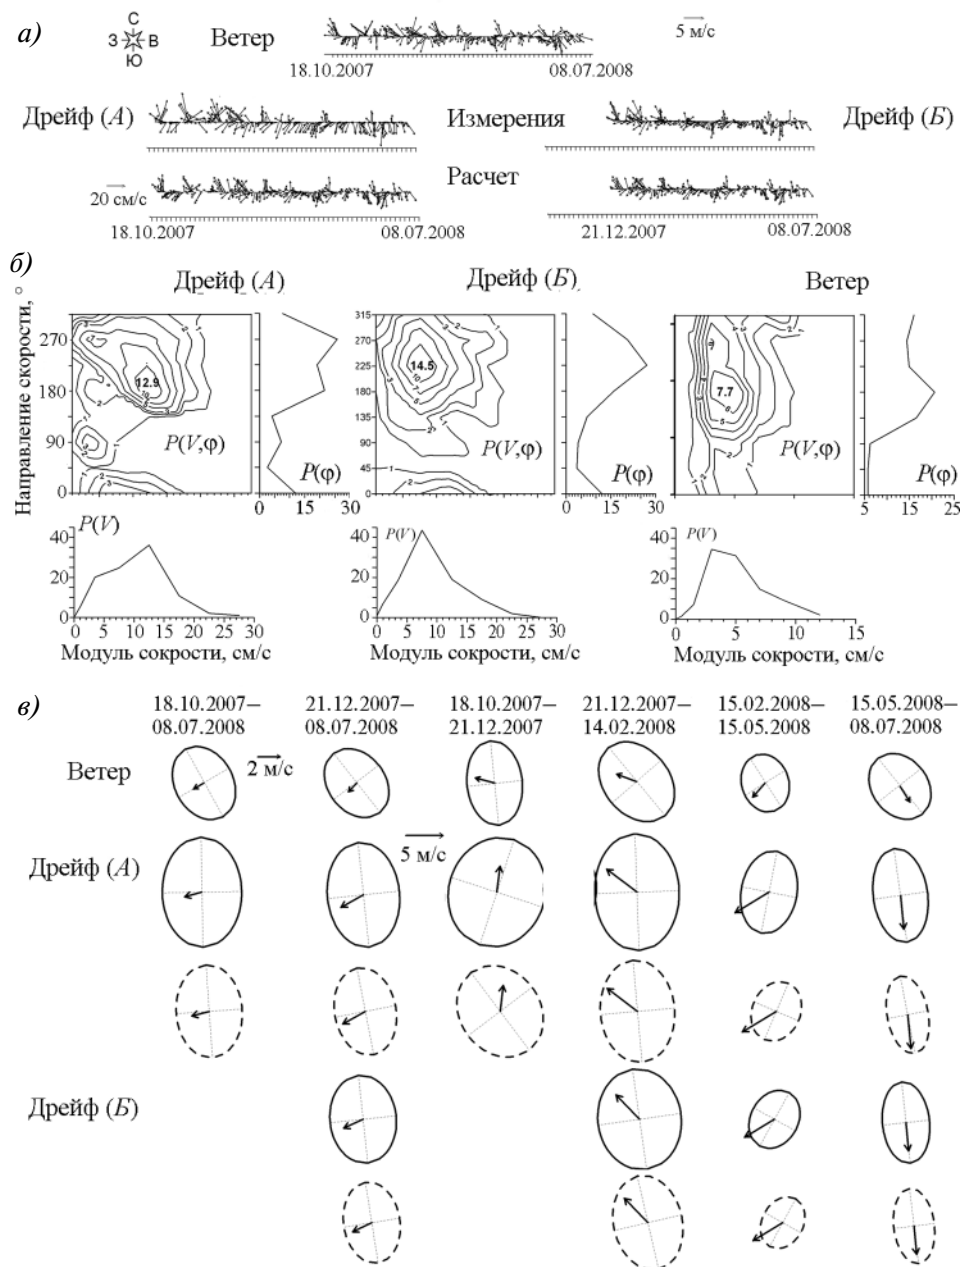 а)
С
З В
Ю
Ветер
5 м/с
18.10.2007 08.07.2008
Дрейф (А) Измерения Дрейф (Б)
Расчет
20 см/с
18.10.2007 08.07.2008 21.12.2007 08.07.2008
б)
Дрейф (А) Дрейф (Б) Ветер
Направление скорости, °
270
180
90
0
12.9
10
P(V,φ)
P(φ)
0 15 30
315
270
225
180
135
90
45
0
14.5
10
P(V,φ)
P(φ)
0 15 30
7.7
P(V,φ)
P(φ)
5 15 25
P(V)
40
20
0
0 5 10 15 20 25 30
Модуль сокрости, см/с
P(V)
40
20
0
0 5 10 15 20 25 30
Модуль сокрости, см/с
P(V)
40
20
0
0 5 10 15
Модуль сокрости, см/с
в)
18.10.2007– 21.12.2007– 18.10.2007– 21.12.2007– 15.02.2008– 15.05.2008–
08.07.2008 08.07.2008 21.12.2007 14.02.2008 15.05.2008 08.07.2008
Ветер
2 м/с
5 м/с
Дрейф (А)
Дрейф (Б)